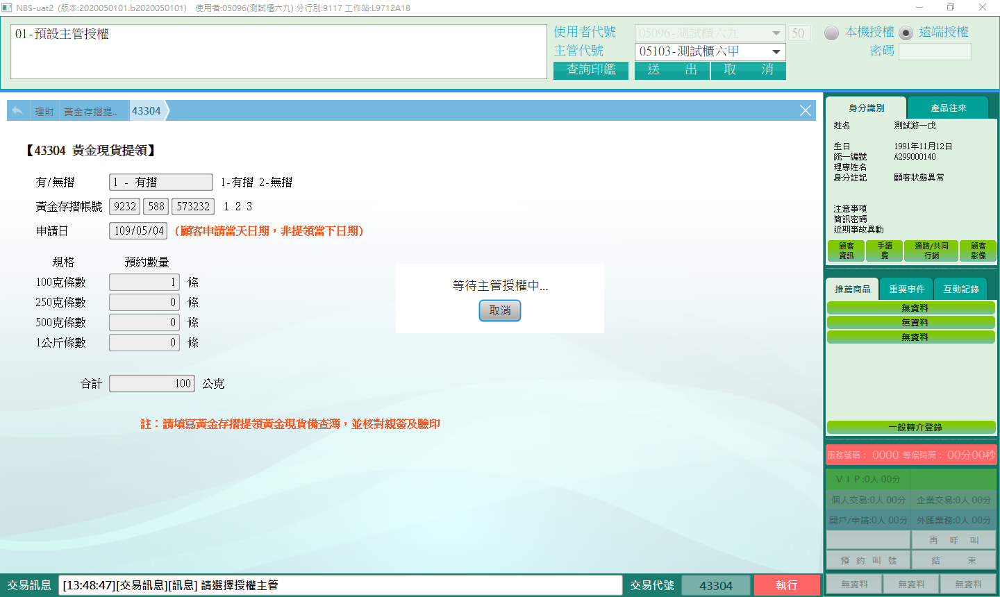 NBS-uat2 (版本:2020050101.b2020050101) 使用者:05096(測試櫃六九) 分行別:9117 工作站:L9712A18
01-預設主管授權
使用者代號 05096-測試櫃六九 50 本機授權 遠端授權
主管代號 05103-測試櫃六甲 密碼
查詢印鑑 送 出 取 消
理財 黃金存摺提.. 43304
【43304 黃金現貨提領】
有/無摺 1 - 有摺 1-有摺 2-無摺
黃金存摺帳號 9232 588 573232 1 2 3
申請日 109/05/04 (顧客申請當天日期，非提領當下日期)
規格 預約數量
100克條數 1 條
250克條數 0 條
500克條數 0 條
1公斤條數 0 條
合計 100 公克
註：請填寫黃金存摺提領黃金現貨備查簿，並核對親簽及驗印
等待主管授權中...
取消
身分識別 產品往來
姓名 測試游一戊
生日 1991年11月12日
統一編號 A299000140
理專姓名
身分註記 顧客狀態異常
注意事項
簡訊密碼
近期事故異動
顧客資訊 手續費 通路/共同行銷 顧客影像
推薦商品 重要事件 互動記錄
無資料
無資料
無資料
一般轉介登錄
服務號碼： 0000 等候時間： 00分00秒
ＶＩＰ:0人 00分
個人交易:0人 00分 企業交易:0人 00分
開戶/申請:0人 00分 外匯業務:0人 00分
再 呼 叫
預 約 叫 號 結 束
無資料 無資料 無資料
交易訊息 [13:48:47][交易訊息][訊息] 請選擇授權主管 交易代號 43304 執行